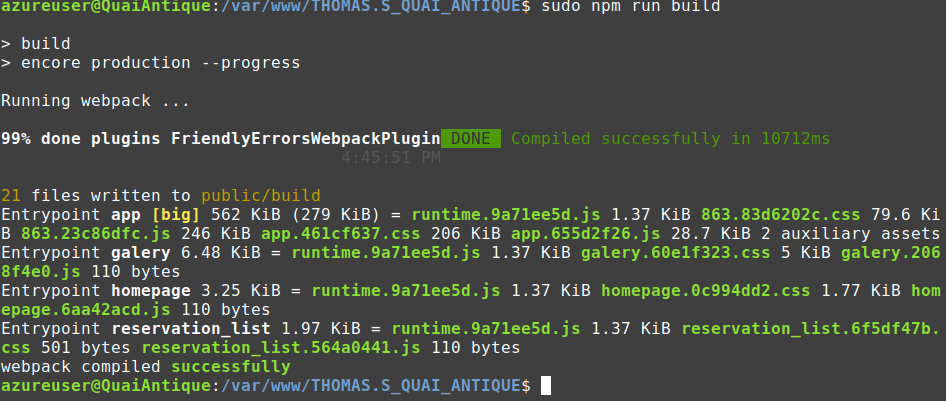 azureuser@QuaiAntique:/var/www/THOMAS.S_QUAI_ANTIQUE$ sudo npm run build
> build
> encore production --progress
Running webpack ...
99% done plugins FriendlyErrorsWebpackPlugin DONE Compiled successfully in 10712ms
4:45:51 PM
21 files written to public/build
Entrypoint app [big] 562 KiB (279 KiB) = runtime.9a71ee5d.js 1.37 KiB 863.83d6202c.css 79.6 Ki
B 863.23c86dfc.js 246 KiB app.461cf637.css 206 KiB app.655d2f26.js 28.7 KiB 2 auxiliary assets
Entrypoint galery 6.48 KiB = runtime.9a71ee5d.js 1.37 KiB galery.60e1f323.css 5 KiB galery.206
8f4e0.js 110 bytes
Entrypoint homepage 3.25 KiB = runtime.9a71ee5d.js 1.37 KiB homepage.0c994dd2.css 1.77 KiB hom
epage.6aa42acd.js 110 bytes
Entrypoint reservation_list 1.97 KiB = runtime.9a71ee5d.js 1.37 KiB reservation_list.6f5df47b.
css 501 bytes reservation_list.564a0441.js 110 bytes
webpack compiled successfully
azureuser@QuaiAntique:/var/www/THOMAS.S_QUAI_ANTIQUE$